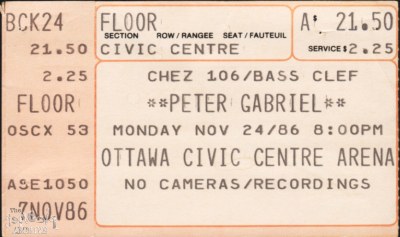 BCK24 FLOOR A 21.50
SECTION ROW / RANGEE SEAT / FAUTEUIL
21.50 CIVIC CENTRE SERVICE $ 2.25
2.25 CHEZ 106/BASS CLEF
FLOOR **PETER GABRIEL**
OSCX 53 MONDAY NOV 24/86 8:00PM
OTTAWA CIVIC CENTRE ARENA
ASE1050 NO CAMERAS/RECORDINGS
7NOV86
The